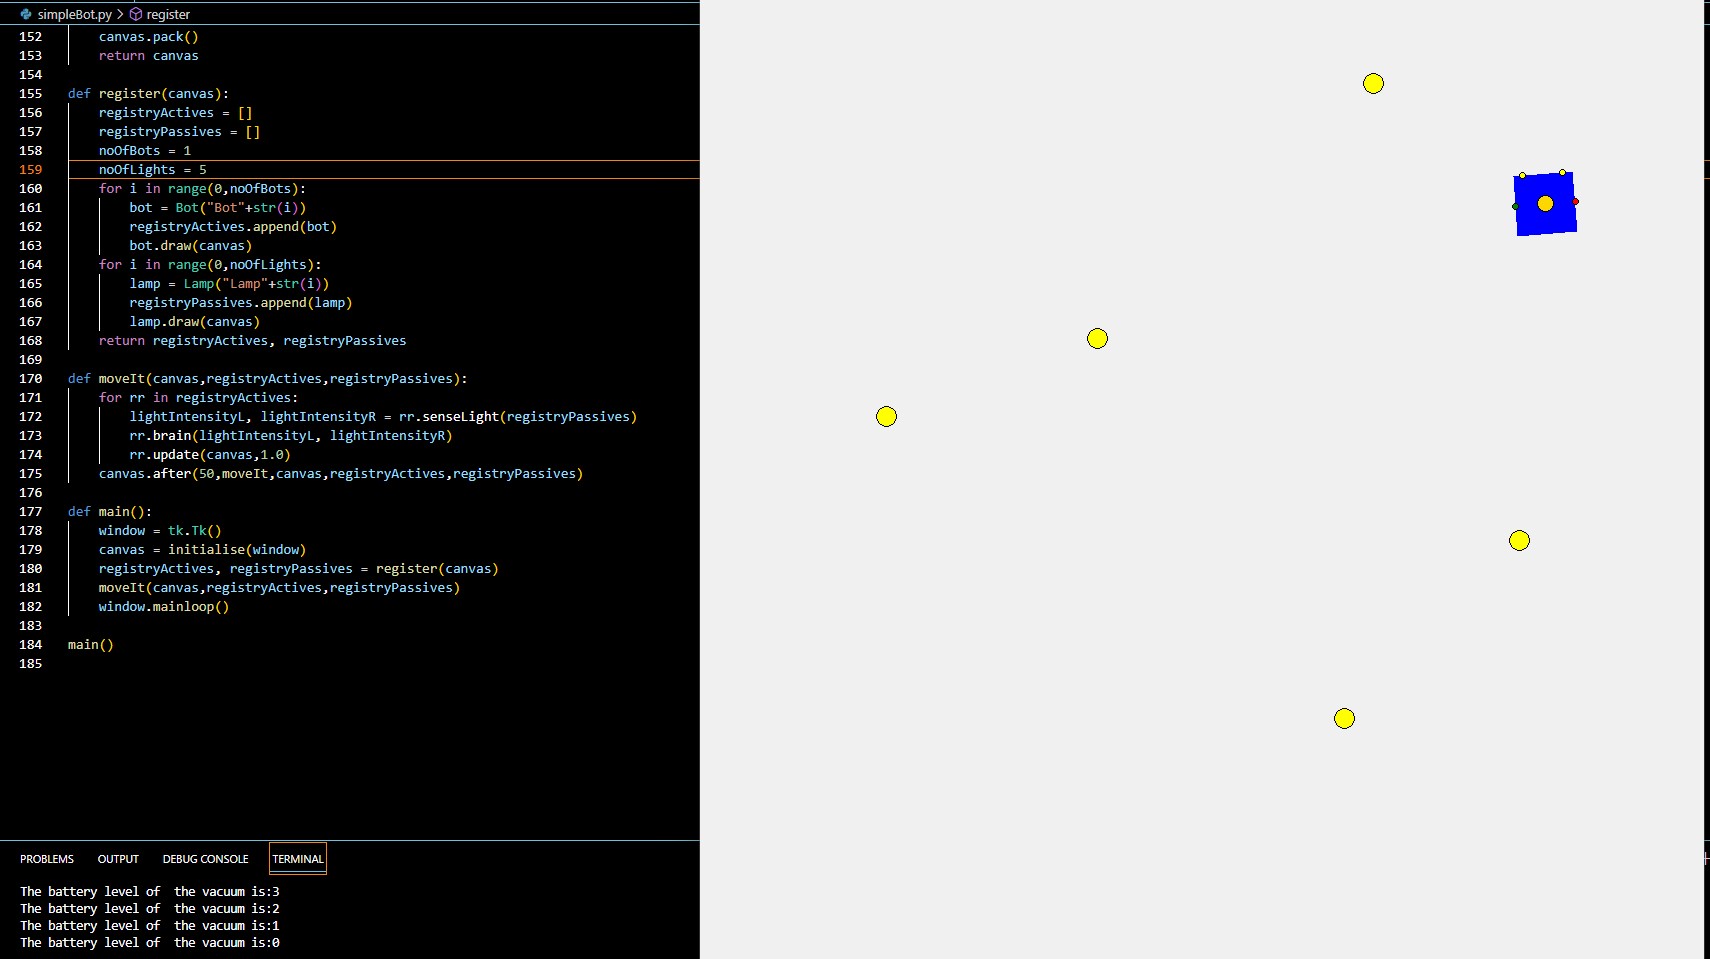 simpleBot.py > register
152 canvas.pack()
153 return canvas
154
155 def register(canvas):
156 registryActives = []
157 registryPassives = []
158 noOfBots = 1
159 noOfLights = 5
160 for i in range(0,noOfBots):
161 bot = Bot("Bot"+str(i))
162 registryActives.append(bot)
163 bot.draw(canvas)
164 for i in range(0,noOfLights):
165 lamp = Lamp("Lamp"+str(i))
166 registryPassives.append(lamp)
167 lamp.draw(canvas)
168 return registryActives, registryPassives
169
170 def moveIt(canvas,registryActives,registryPassives):
171 for rr in registryActives:
172 lightIntensityL, lightIntensityR = rr.senseLight(registryPassives)
173 rr.brain(lightIntensityL, lightIntensityR)
174 rr.update(canvas,1.0)
175 canvas.after(50,moveIt,canvas,registryActives,registryPassives)
176
177 def main():
178 window = tk.Tk()
179 canvas = initialise(window)
180 registryActives, registryPassives = register(canvas)
181 moveIt(canvas,registryActives,registryPassives)
182 window.mainloop()
183
184 main()
185
PROBLEMS OUTPUT DEBUG CONSOLE TERMINAL
The battery level of  the vacuum is:3
The battery level of  the vacuum is:2
The battery level of  the vacuum is:1
The battery level of  the vacuum is:0